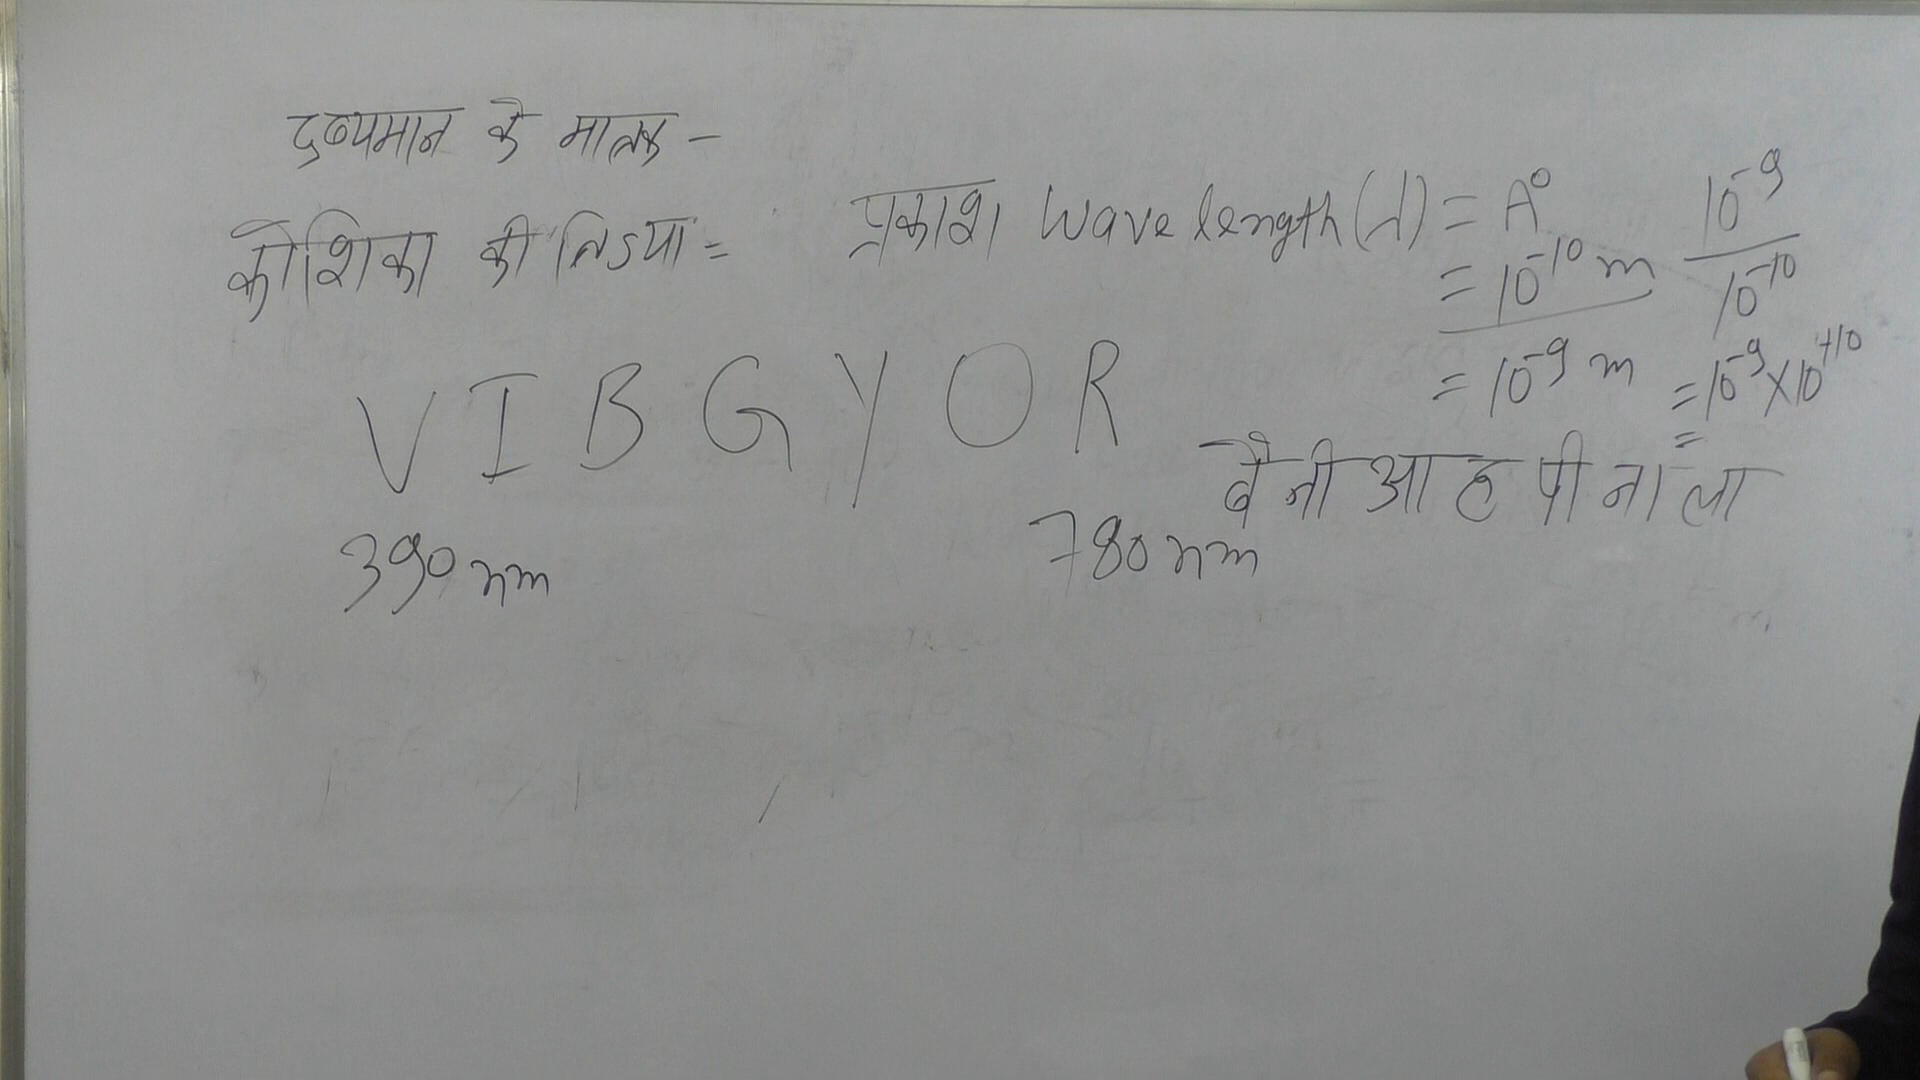 द्रव्यमान के मात्रक -
कोशिका की त्रिज्या =
प्रकाश Wave length (λ) = A°
= 10⁻¹⁰ m
= 10⁻⁹ m
10⁻⁹
10⁻¹⁰
= 10⁻⁹ × 10⁺¹⁰
=
V I B G Y O R
बै नी आ ह पी ना ला
390 nm
780 nm